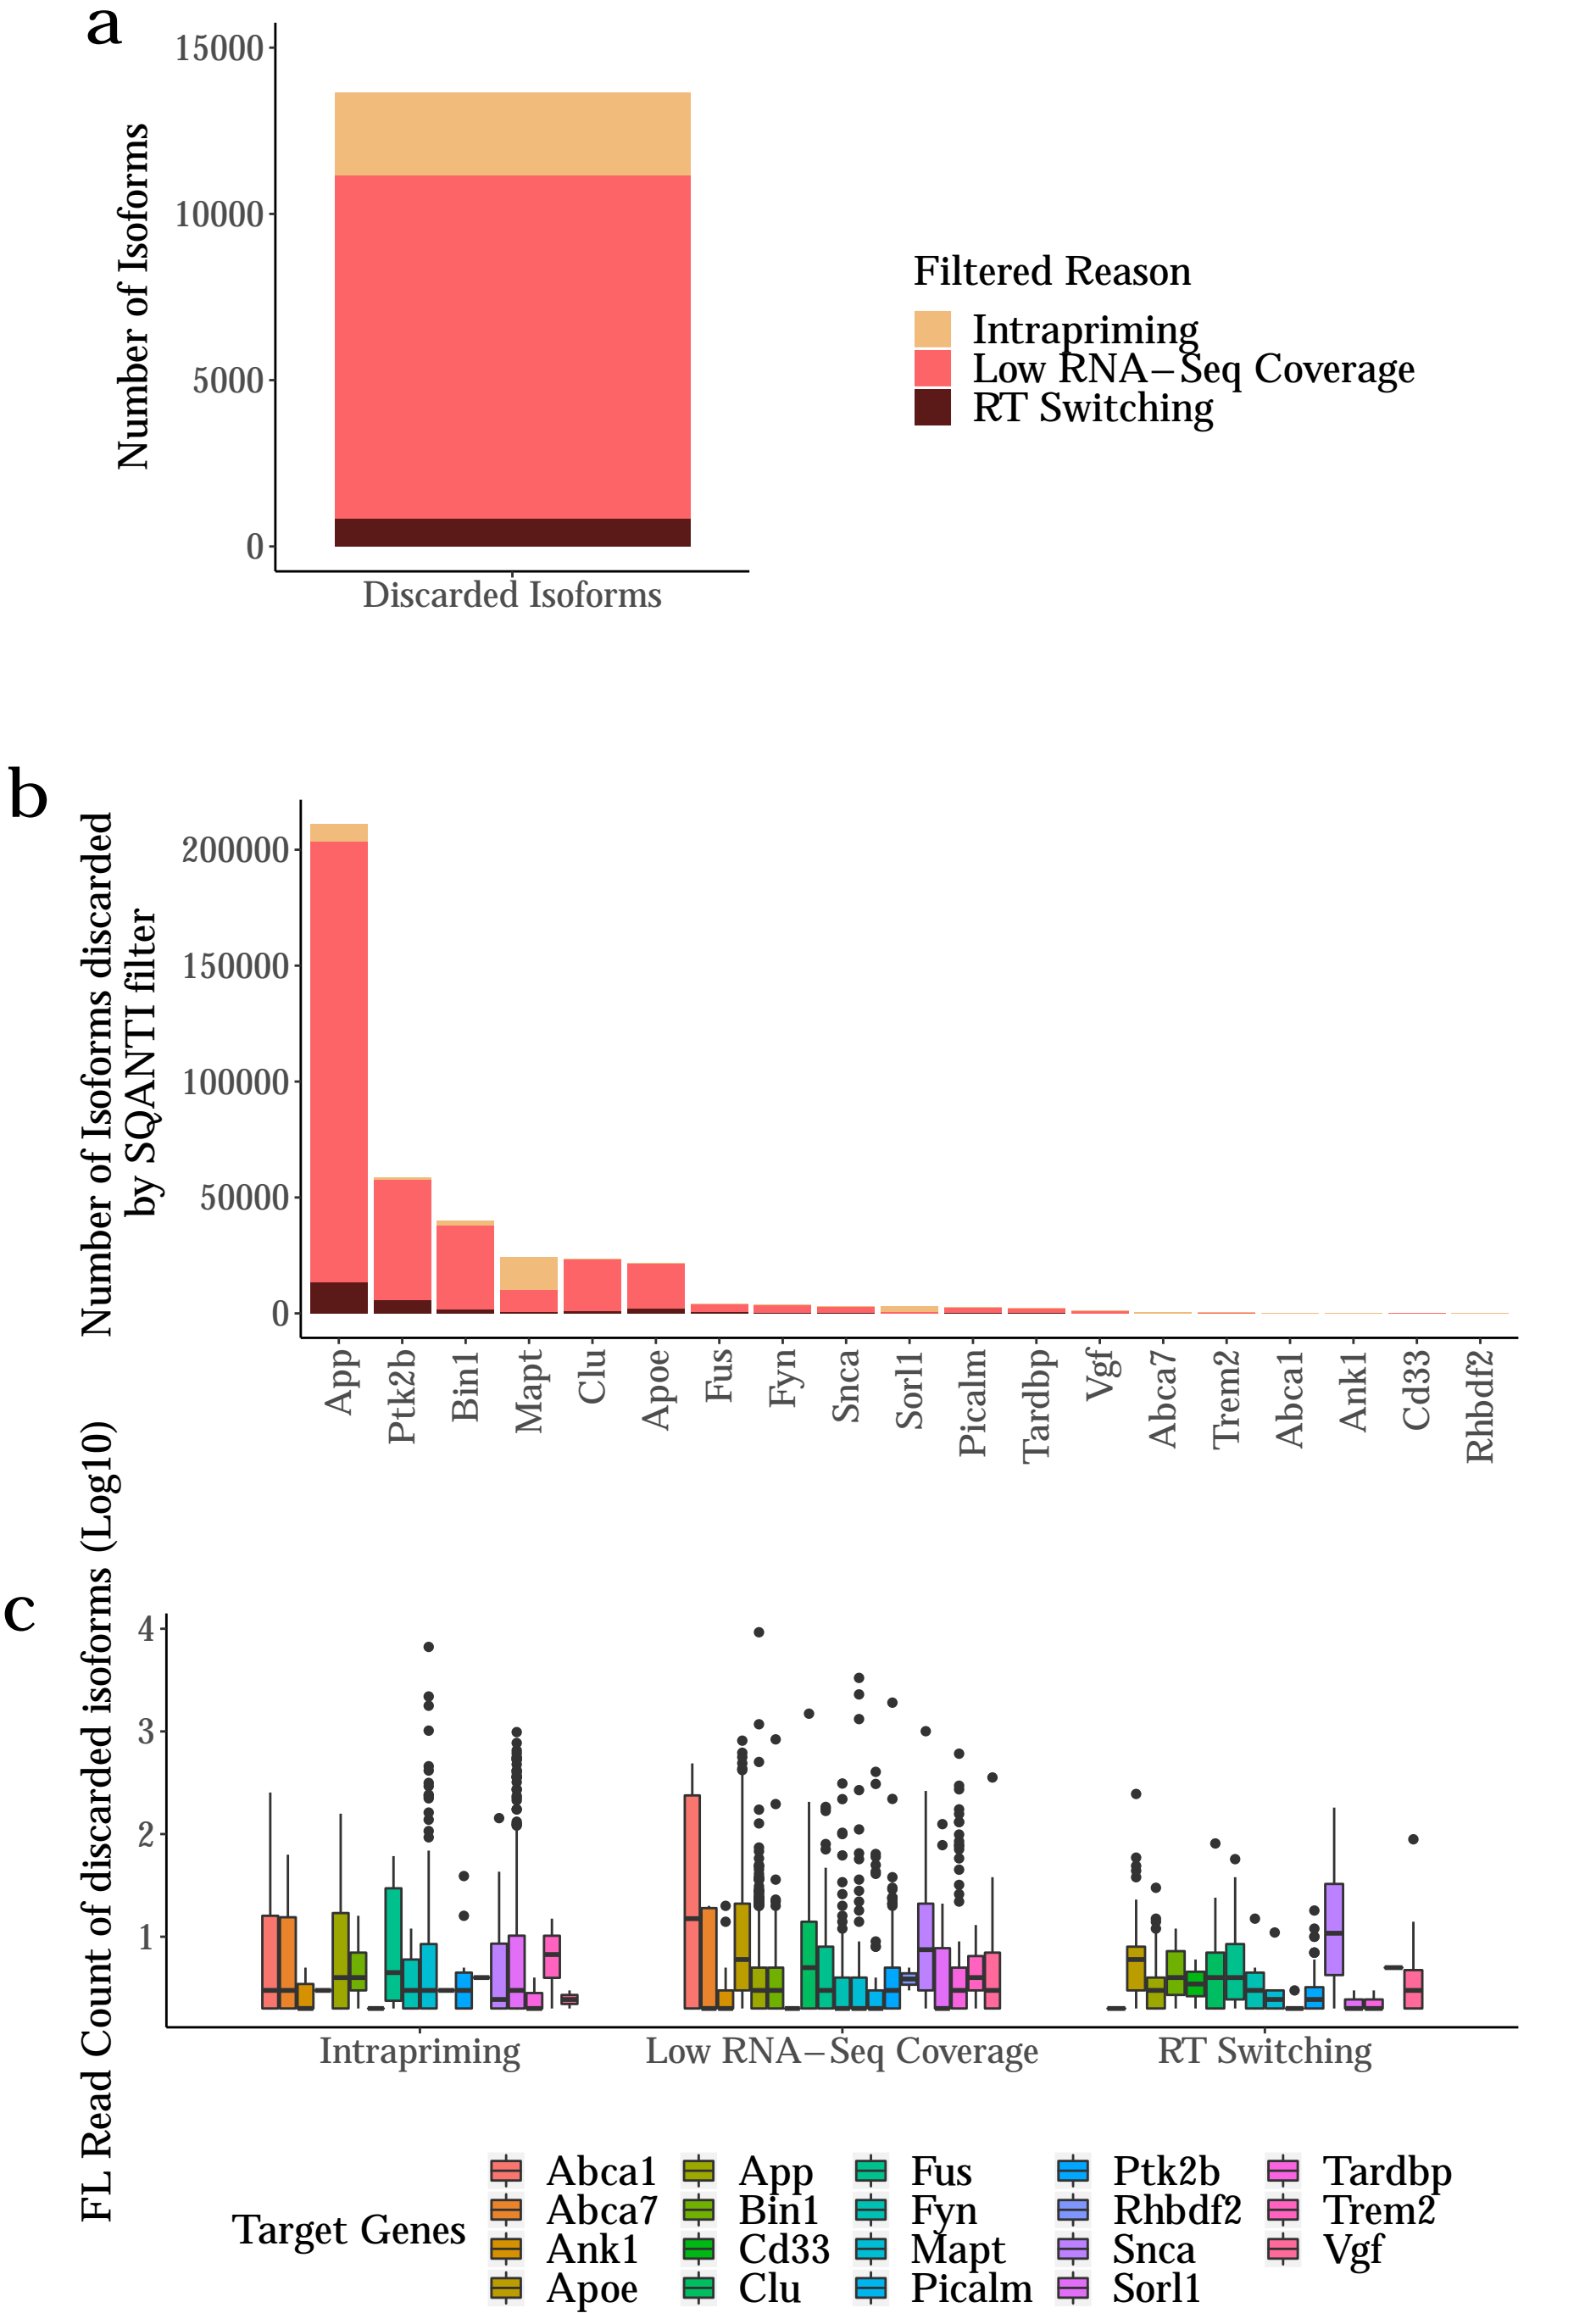 a
15000
10000
5000
0
Number of Isoforms
Discarded Isoforms
Filtered Reason
Intrapriming
Low RNA−Seq Coverage
RT Switching
b
Number of Isoforms discarded
by SQANTI filter
200000
150000
100000
50000
0
App
Ptk2b
Bin1
Mapt
Clu
Apoe
Fus
Fyn
Snca
Sorl1
Picalm
Tardbp
Vgf
Abca7
Trem2
Abca1
Ank1
Cd33
Rhbdf2
c
FL Read Count of discarded isoforms (Log10)
4
3
2
1
Intrapriming
Low RNA−Seq Coverage
RT Switching
Target Genes
Abca1
Abca7
Ank1
Apoe
App
Bin1
Cd33
Clu
Fus
Fyn
Mapt
Picalm
Ptk2b
Rhbdf2
Snca
Sorl1
Tardbp
Trem2
Vgf